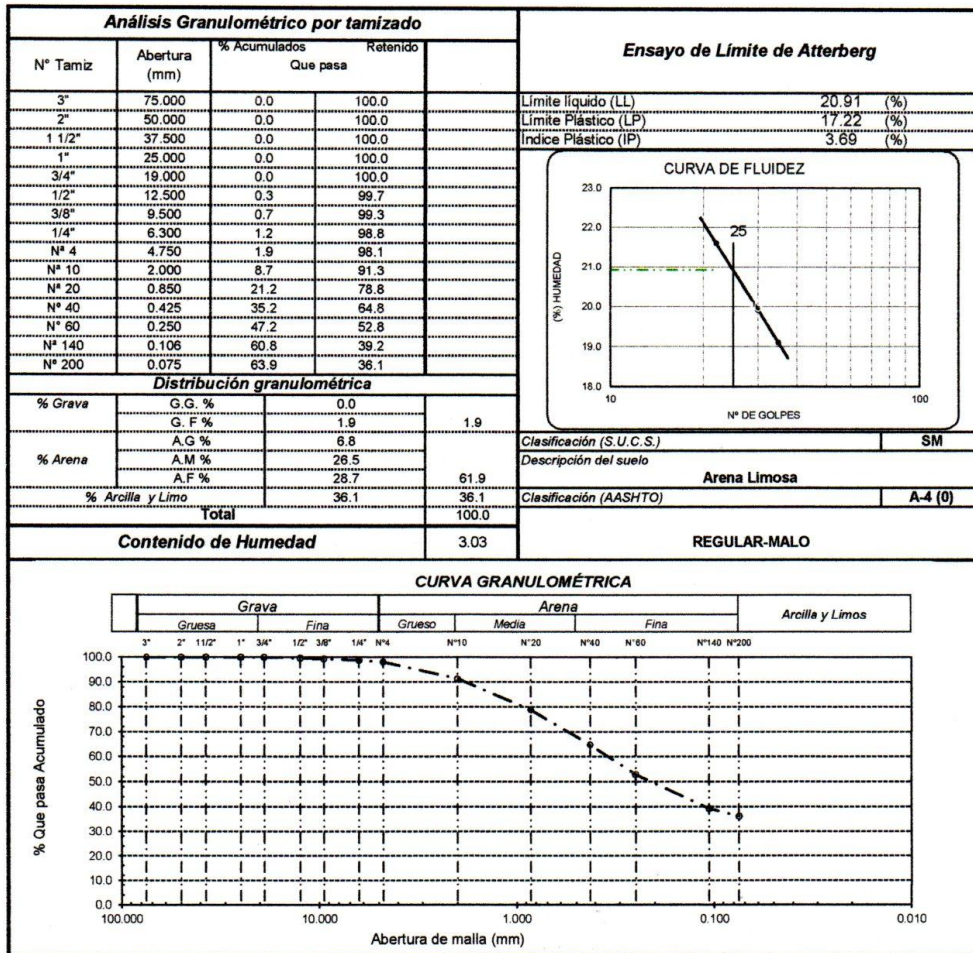 Análisis Granulométrico por tamizado
N° Tamiz Abertura (mm) % Acumulados Retenido
Que pasa
3" 75.000 0.0 100.0
2" 50.000 0.0 100.0
1 1/2" 37.500 0.0 100.0
1" 25.000 0.0 100.0
3/4" 19.000 0.0 100.0
1/2" 12.500 0.3 99.7
3/8" 9.500 0.7 99.3
1/4" 6.300 1.2 98.8
Nª 4 4.750 1.9 98.1
Nª 10 2.000 8.7 91.3
Nª 20 0.850 21.2 78.8
Nº 40 0.425 35.2 64.8
N° 60 0.250 47.2 52.8
Nª 140 0.106 60.8 39.2
Nº 200 0.075 63.9 36.1
Distribución granulométrica
% Grava G.G. % 0.0
G. F % 1.9 1.9
A.G % 6.8
% Arena A.M % 26.5
A.F % 28.7 61.9
% Arcilla y Limo 36.1 36.1
Total 100.0
Contenido de Humedad 3.03
Ensayo de Límite de Atterberg
Límite líquido (LL) 20.91 (%)
Límite Plástico (LP) 17.22 (%)
Indice Plástico (IP) 3.69 (%)
CURVA DE FLUIDEZ
23.0
22.0
21.0
20.0
19.0
18.0
(%) HUMEDAD
25
10 100
Nº DE GOLPES
Clasificación (S.U.C.S.) SM
Descripción del suelo
Arena Limosa
Clasificación (AASHTO) A-4 (0)
REGULAR-MALO
CURVA GRANULOMÉTRICA
Grava Arena Arcilla y Limos
Gruesa Fina Grueso Media Fina
3" 2" 11/2" 1" 3/4" 1/2" 3/8" 1/4" N°4 N°10 N°20 N°40 N°60 N°140 N°200
100.0
90.0
80.0
70.0
60.0
50.0
40.0
30.0
20.0
10.0
0.0
% Que pasa Acumulado
100.000 10.000 1.000 0.100 0.010
Abertura de malla (mm)